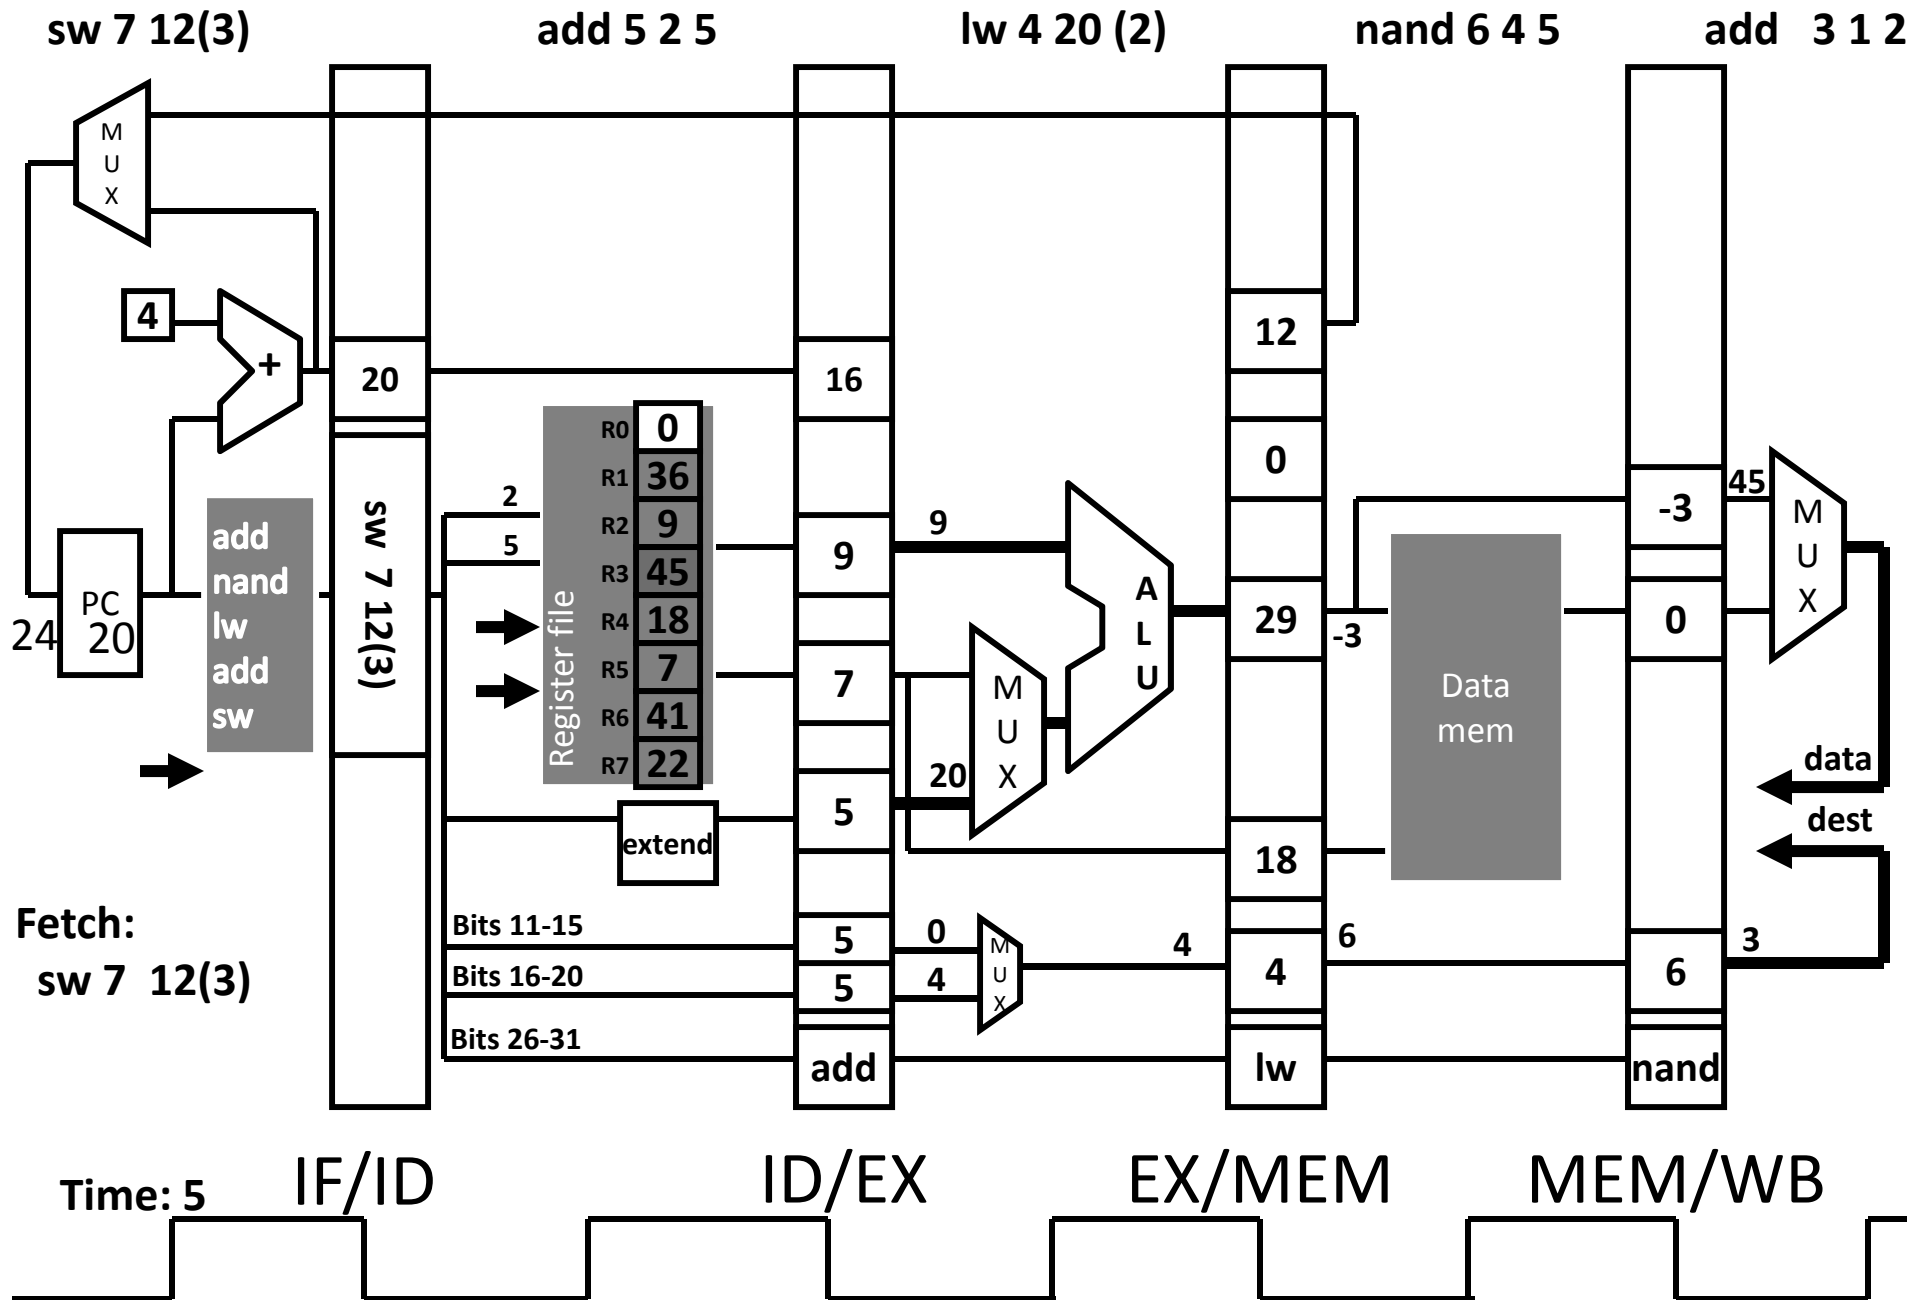 sw 7 12(3)
add 5 2 5
lw 4 20 (2)
nand 6 4 5
add 3 1 2
M
U
X
4
+
12
20
16
R0 0
R1 36
R2 9
R3 45
R4 18
R5 7
R6 41
R7 22
Register file
2
5
0
9
9
-3
45
M
U
X
add
nand
lw
add
sw
sw 7 12(3)
PC
20
24
A
L
U
29
-3
0
7
M
U
X
Data
mem
20
5
data
dest
extend
18
Fetch:
sw 7 12(3)
Bits 11-15
5
0
M
U
X
4
4
6
6
3
Bits 16-20
5
4
Bits 26-31
add
lw
nand
Time: 5
IF/ID
ID/EX
EX/MEM
MEM/WB